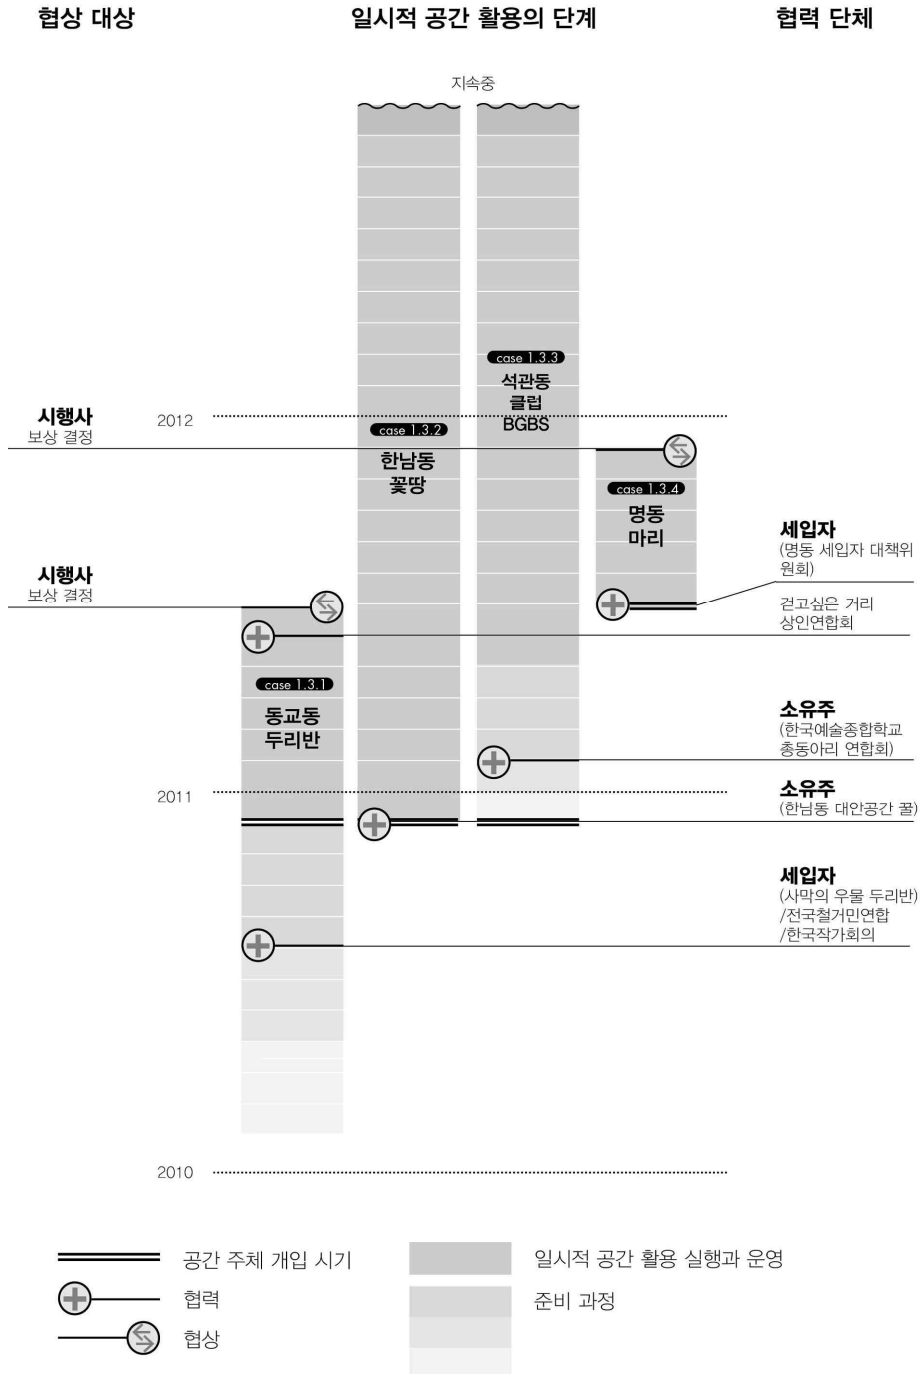 협상 대상
일시적 공간 활용의 단계
협력 단체
지속중
case 1.3.3
석관동
클럽
BGBS
시행사
보상 결정
2012
case 1.3.2
한남동
꽃땅
case 1.3.4
명동
마리
세입자
(명동 세입자 대책위
원회)
시행사
보상 결정
걷고싶은 거리
상인연합회
case 1.3.1
동교동
두리반
소유주
(한국예술종합학교
총동아리 연합회)
2011
소유주
(한남동 대안공간 꿀)
세입자
(사막의 우물 두리반)
/전국철거민연합
/한국작가회의
2010
공간 주체 개입 시기
일시적 공간 활용 실행과 운영
협력
준비 과정
협상